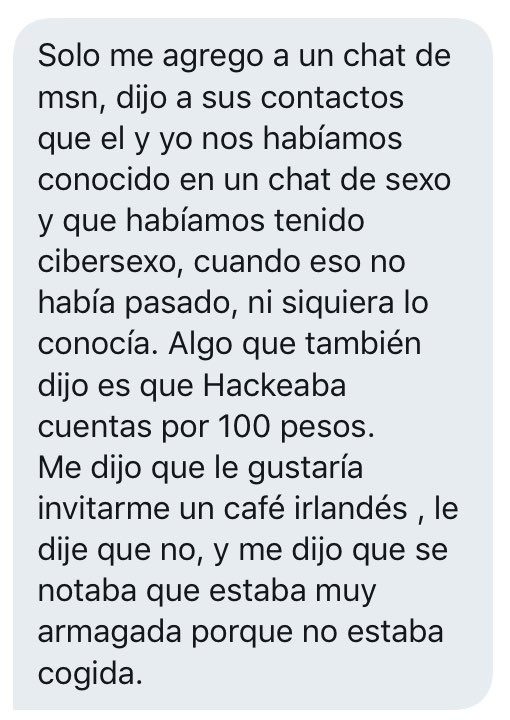 Solo me agrego a un chat de
msn, dijo a sus contactos
que el y yo nos habíamos
conocido en un chat de sexo
y que habíamos tenido
cibersexo, cuando eso no
había pasado, ni siquiera lo
conocía. Algo que también
dijo es que Hackeaba
cuentas por 100 pesos.
Me dijo que le gustaría
invitarme un café irlandés , le
dije que no, y me dijo que se
notaba que estaba muy
armagada porque no estaba
cogida.